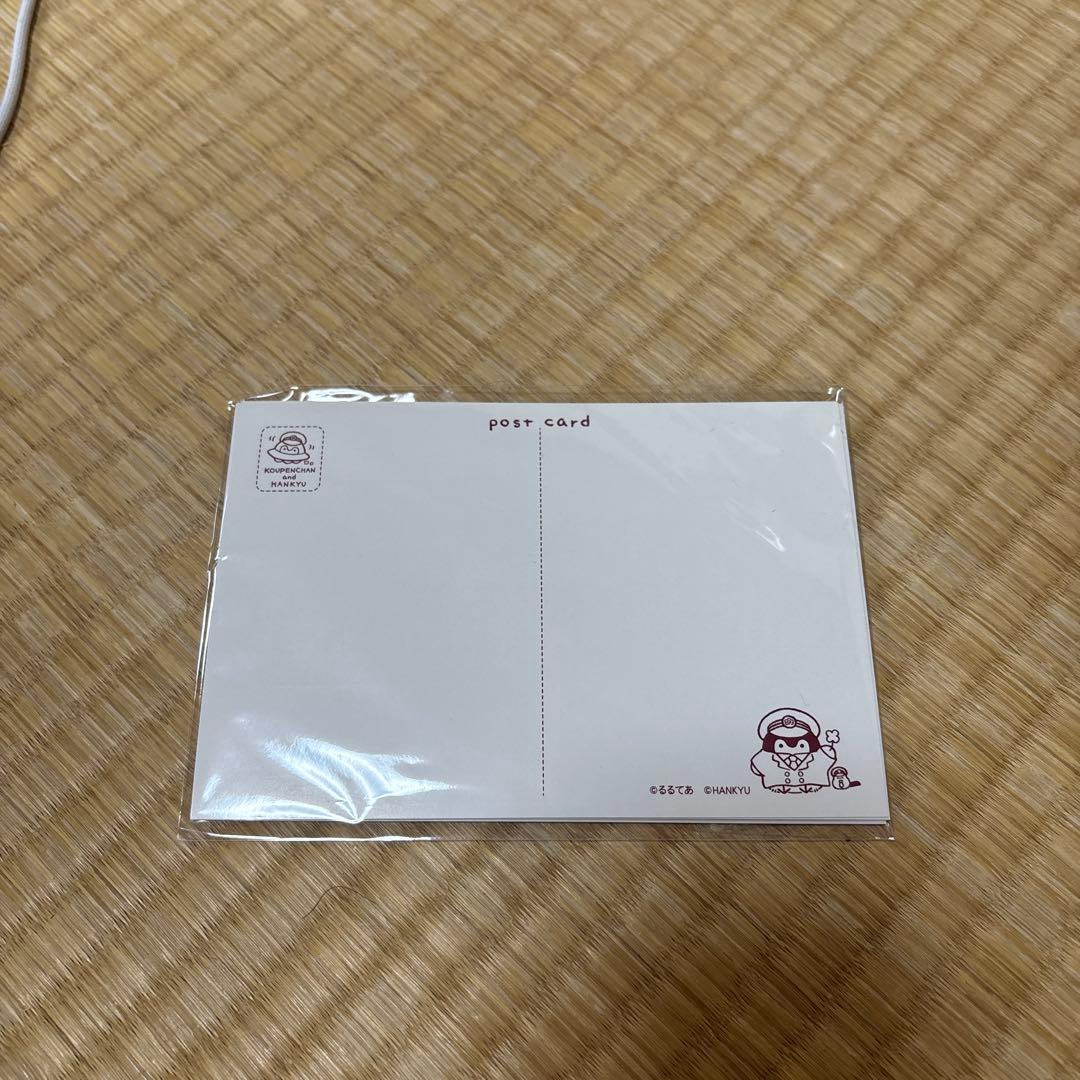 post card
KOUPENCHAN
and
HANKYU
©るるてあ ©HANKYU